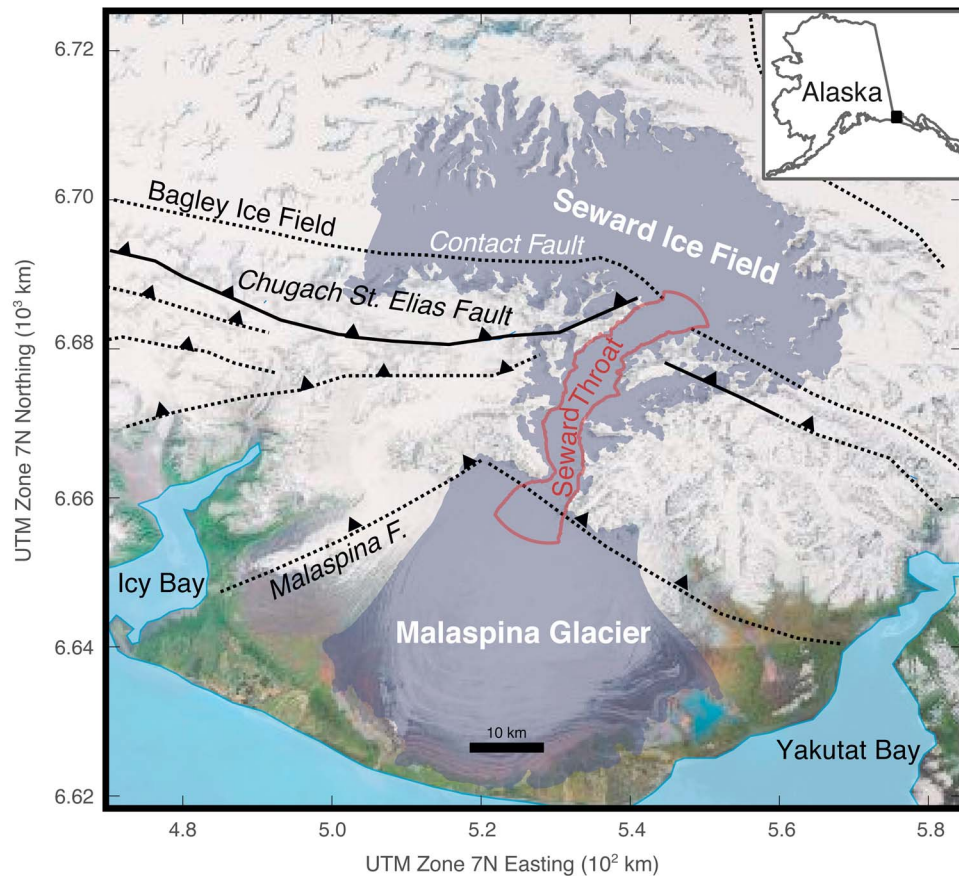 6.72
6.70
6.68
6.66
6.64
6.62
UTM Zone 7N Northing (10³ km)
Alaska
Bagley Ice Field
Seward Ice Field
Contact Fault
Chugach St. Elias Fault
Seward Throat
Malaspina F.
Icy Bay
Malaspina Glacier
10 km
Yakutat Bay
4.8
5.0
5.2
5.4
5.6
5.8
UTM Zone 7N Easting (10² km)